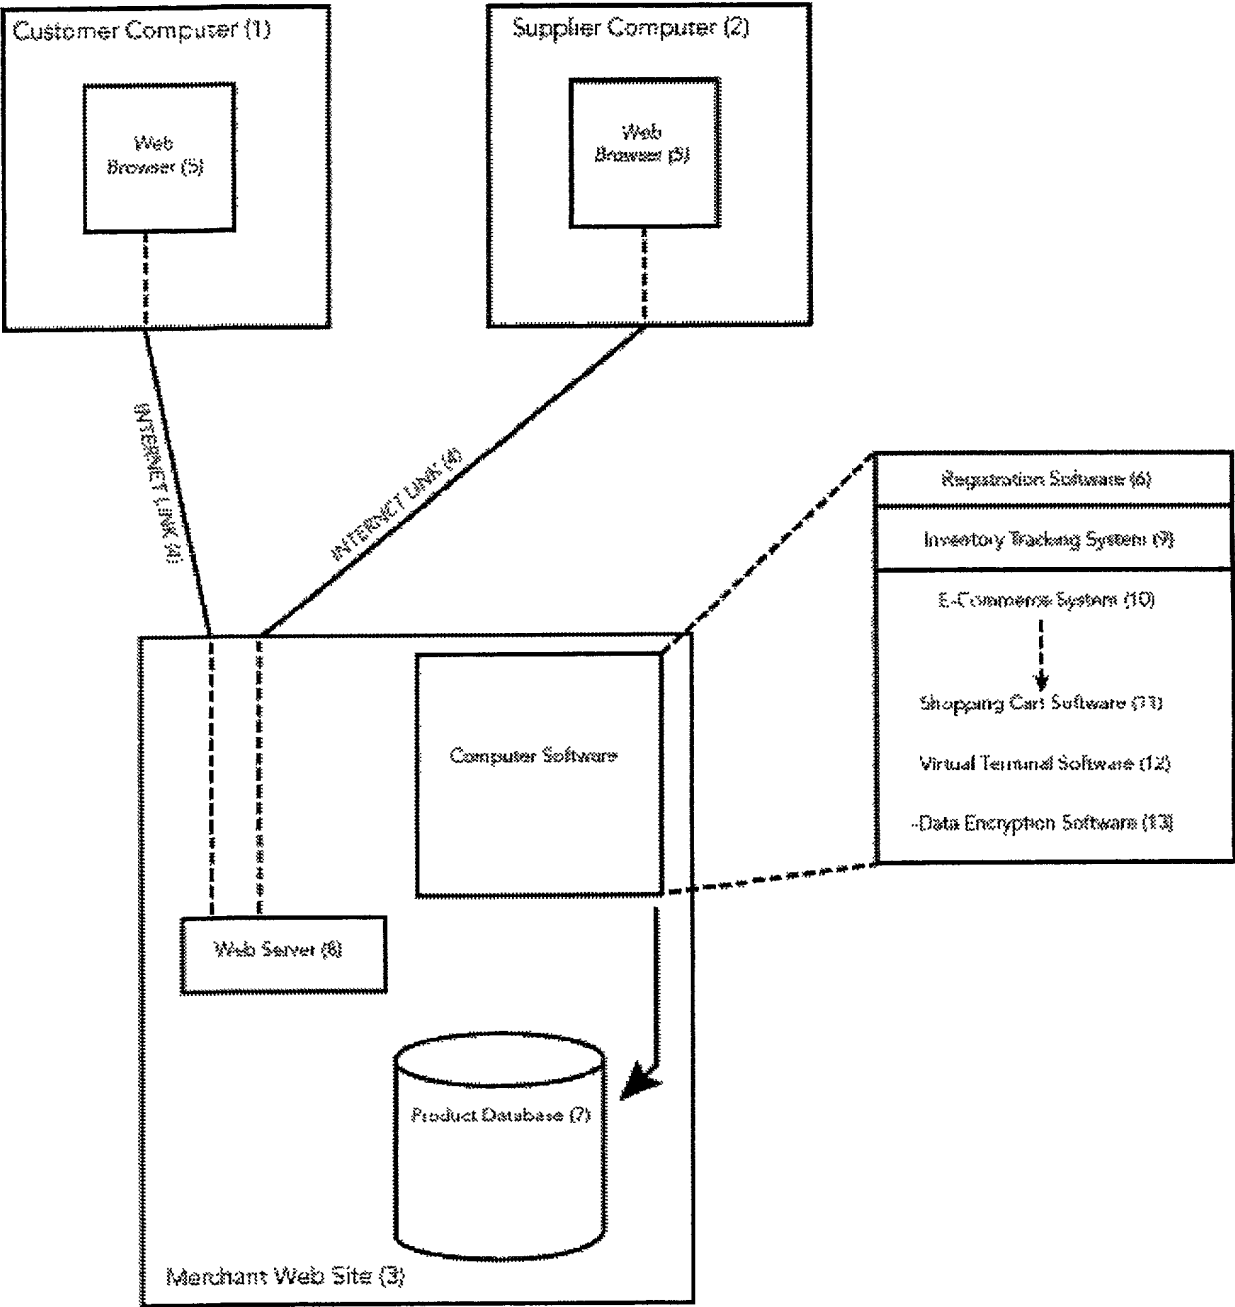 Customer Computer (1)
Supplier Computer (2)
Web
Browser (5)
Web
Browser (5)
INTERNET LINK (4)
INTERNET LINK (4)
Registration Software (6)
Inventory Tracking System (9)
E-Commerce System (10)
Shopping Cart Software (11)
Virtual Terminal Software (12)
-Data Encryption Software (13)
Computer Software
Web Server (8)
Product Database (7)
Merchant Web Site (3)